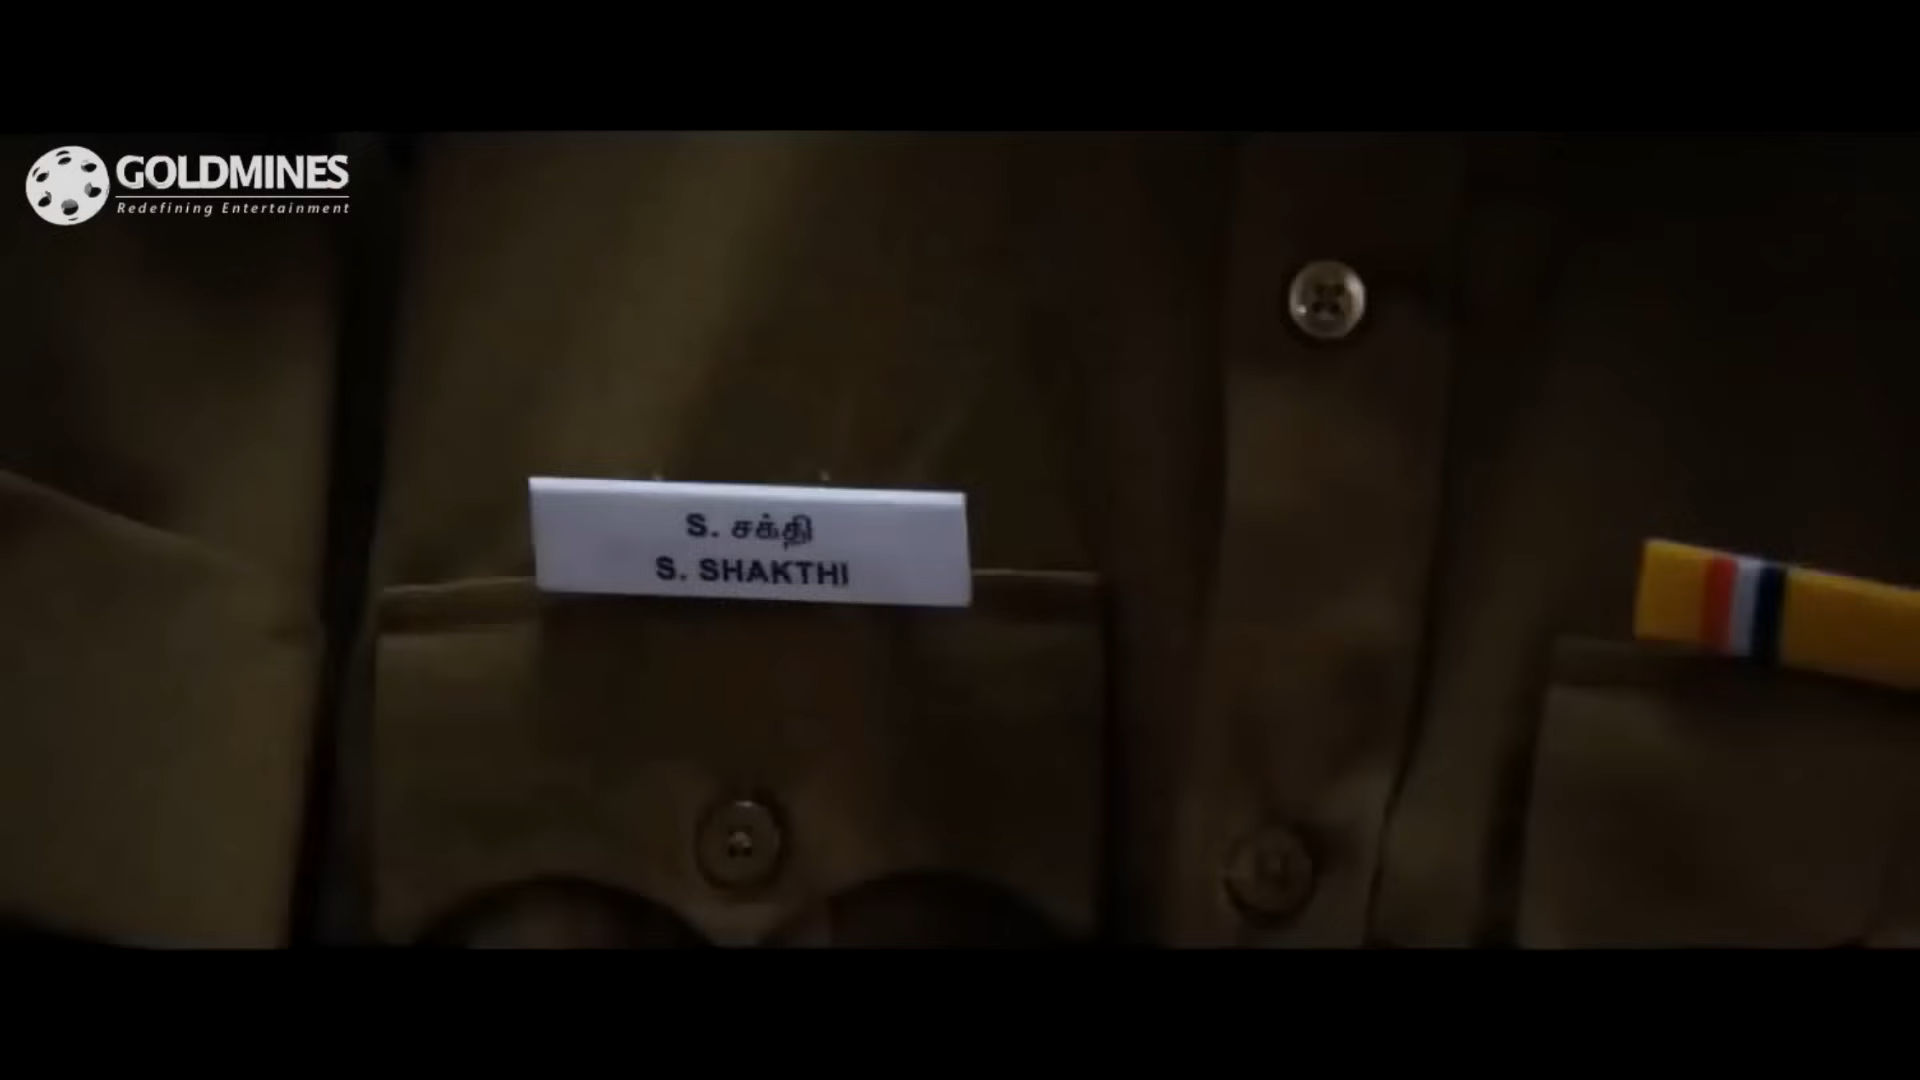 GOLDMINES
Redefining Entertainment
S. சக்தி
S. SHAKTHI